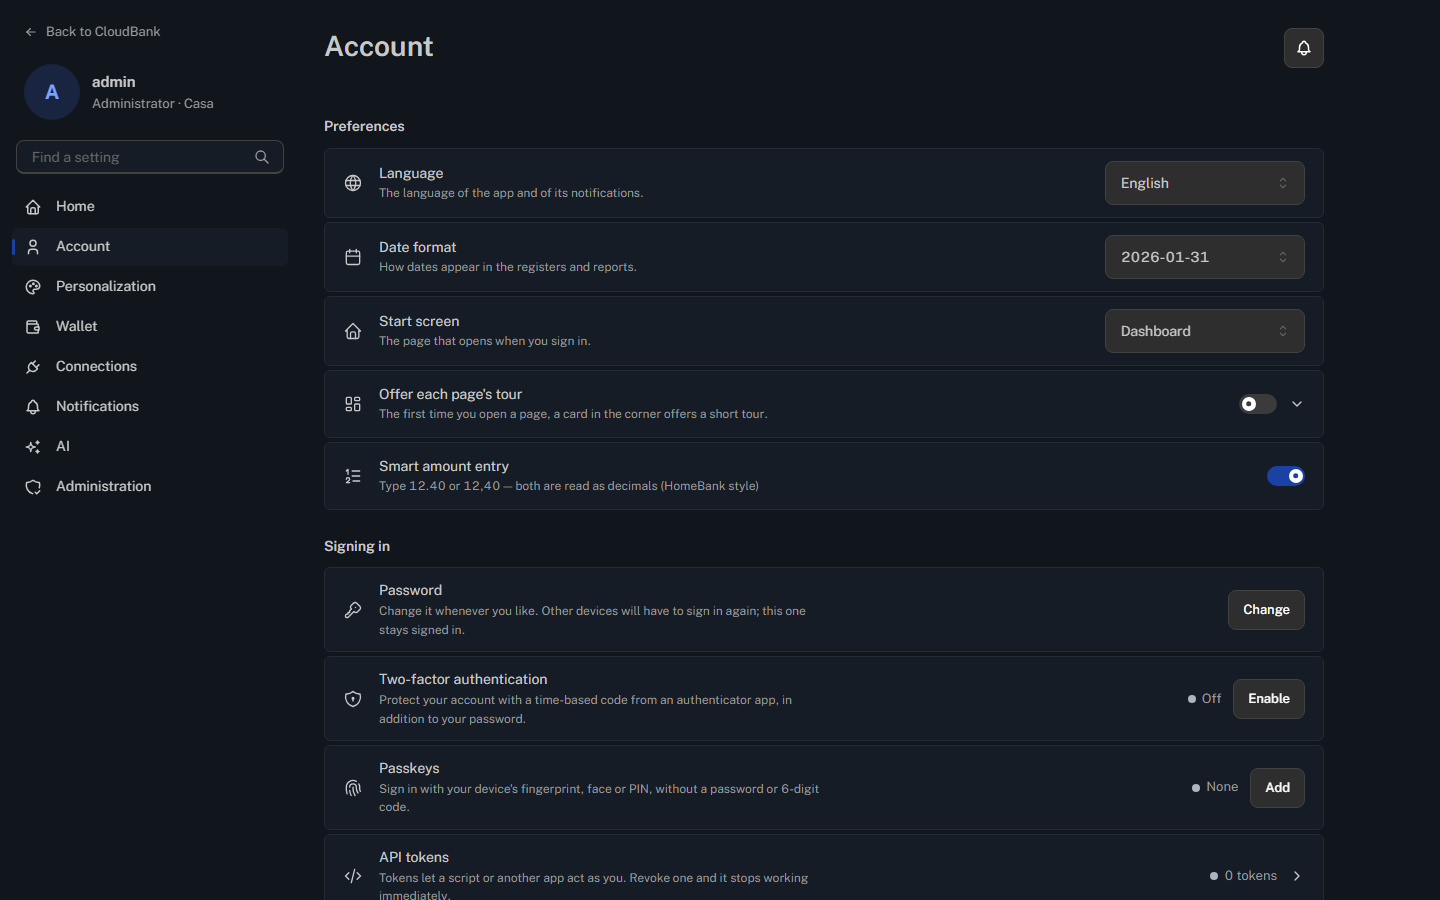 Back to CloudBank
A
admin
Administrator · Casa
Find a setting
Home
Account
Personalization
Wallet
Connections
Notifications
AI
Administration
Account
Preferences
Language
The language of the app and of its notifications.
English
Date format
How dates appear in the registers and reports.
2026-01-31
Start screen
The page that opens when you sign in.
Dashboard
Offer each page's tour
The first time you open a page, a card in the corner offers a short tour.
Smart amount entry
Type 12.40 or 12,40 — both are read as decimals (HomeBank style)
Signing in
Password
Change it whenever you like. Other devices will have to sign in again; this one
stays signed in.
Change
Two-factor authentication
Protect your account with a time-based code from an authenticator app, in
addition to your password.
Off
Enable
Passkeys
Sign in with your device's fingerprint, face or PIN, without a password or 6-digit
code.
None
Add
API tokens
Tokens let a script or another app act as you. Revoke one and it stops working
immediately.
0 tokens